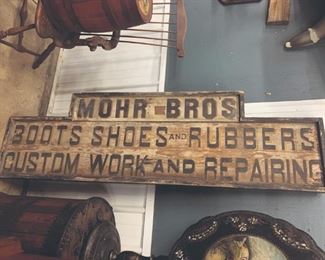 MOHR-BROS
BOOTS SHOES AND RUBBERS
CUSTOM WORK AND REPAIRING